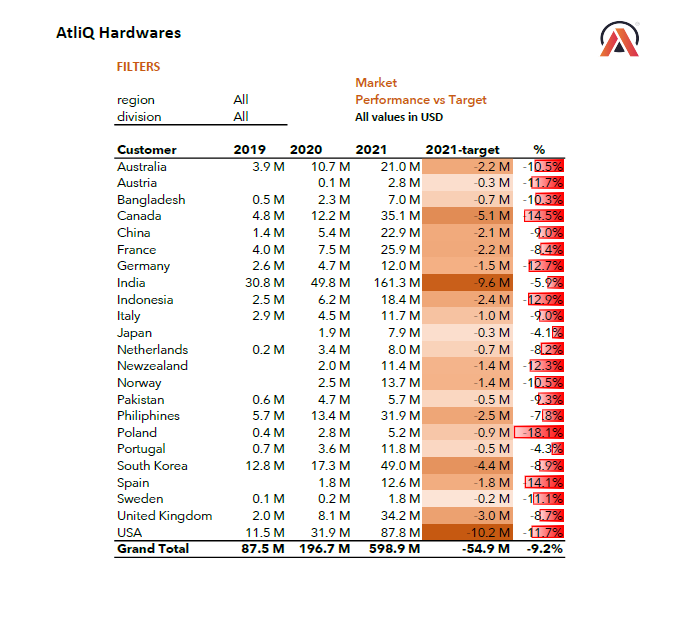 AtliQ Hardwares
FILTERS
Market
region All Performance vs Target
division All All values in USD
Customer 2019 2020 2021 2021-target %
Australia 3.9 M 10.7 M 21.0 M -2.2 M -10.5%
Austria 0.1 M 2.8 M -0.3 M -11.7%
Bangladesh 0.5 M 2.3 M 7.0 M -0.7 M -10.3%
Canada 4.8 M 12.2 M 35.1 M -5.1 M -14.5%
China 1.4 M 5.4 M 22.9 M -2.1 M -9.0%
France 4.0 M 7.5 M 25.9 M -2.2 M -8.4%
Germany 2.6 M 4.7 M 12.0 M -1.5 M -12.7%
India 30.8 M 49.8 M 161.3 M -9.6 M -5.9%
Indonesia 2.5 M 6.2 M 18.4 M -2.4 M -12.9%
Italy 2.9 M 4.5 M 11.7 M -1.0 M -9.0%
Japan 1.9 M 7.9 M -0.3 M -4.1%
Netherlands 0.2 M 3.4 M 8.0 M -0.7 M -8.2%
Newzealand 2.0 M 11.4 M -1.4 M -12.3%
Norway 2.5 M 13.7 M -1.4 M -10.5%
Pakistan 0.6 M 4.7 M 5.7 M -0.5 M -9.3%
Philiphines 5.7 M 13.4 M 31.9 M -2.5 M -7.8%
Poland 0.4 M 2.8 M 5.2 M -0.9 M -18.1%
Portugal 0.7 M 3.6 M 11.8 M -0.5 M -4.3%
South Korea 12.8 M 17.3 M 49.0 M -4.4 M -8.9%
Spain 1.8 M 12.6 M -1.8 M -14.1%
Sweden 0.1 M 0.2 M 1.8 M -0.2 M -11.1%
United Kingdom 2.0 M 8.1 M 34.2 M -3.0 M -8.7%
USA 11.5 M 31.9 M 87.8 M -10.2 M -11.7%
Grand Total 87.5 M 196.7 M 598.9 M -54.9 M -9.2%